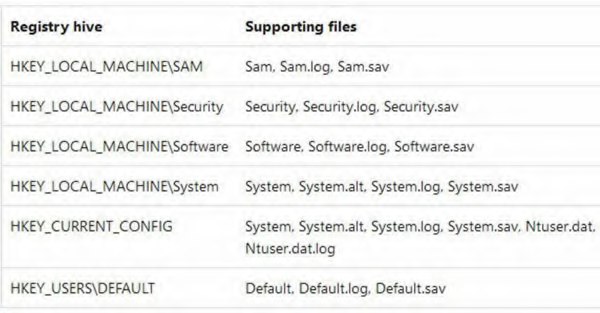 Registry hive Supporting files
HKEY_LOCAL_MACHINE\SAM Sam, Sam.log, Sam.sav
HKEY_LOCAL_MACHINE\Security Security, Security.log, Security.sav
HKEY_LOCAL_MACHINE\Software Software, Software.log, Software.sav
HKEY_LOCAL_MACHINE\System System, System.alt, System.log, System.sav
HKEY_CURRENT_CONFIG System, System.alt, System.log, System.sav, Ntuser.dat,
Ntuser.dat.log
HKEY_USERS\DEFAULT Default, Default.log, Default.sav